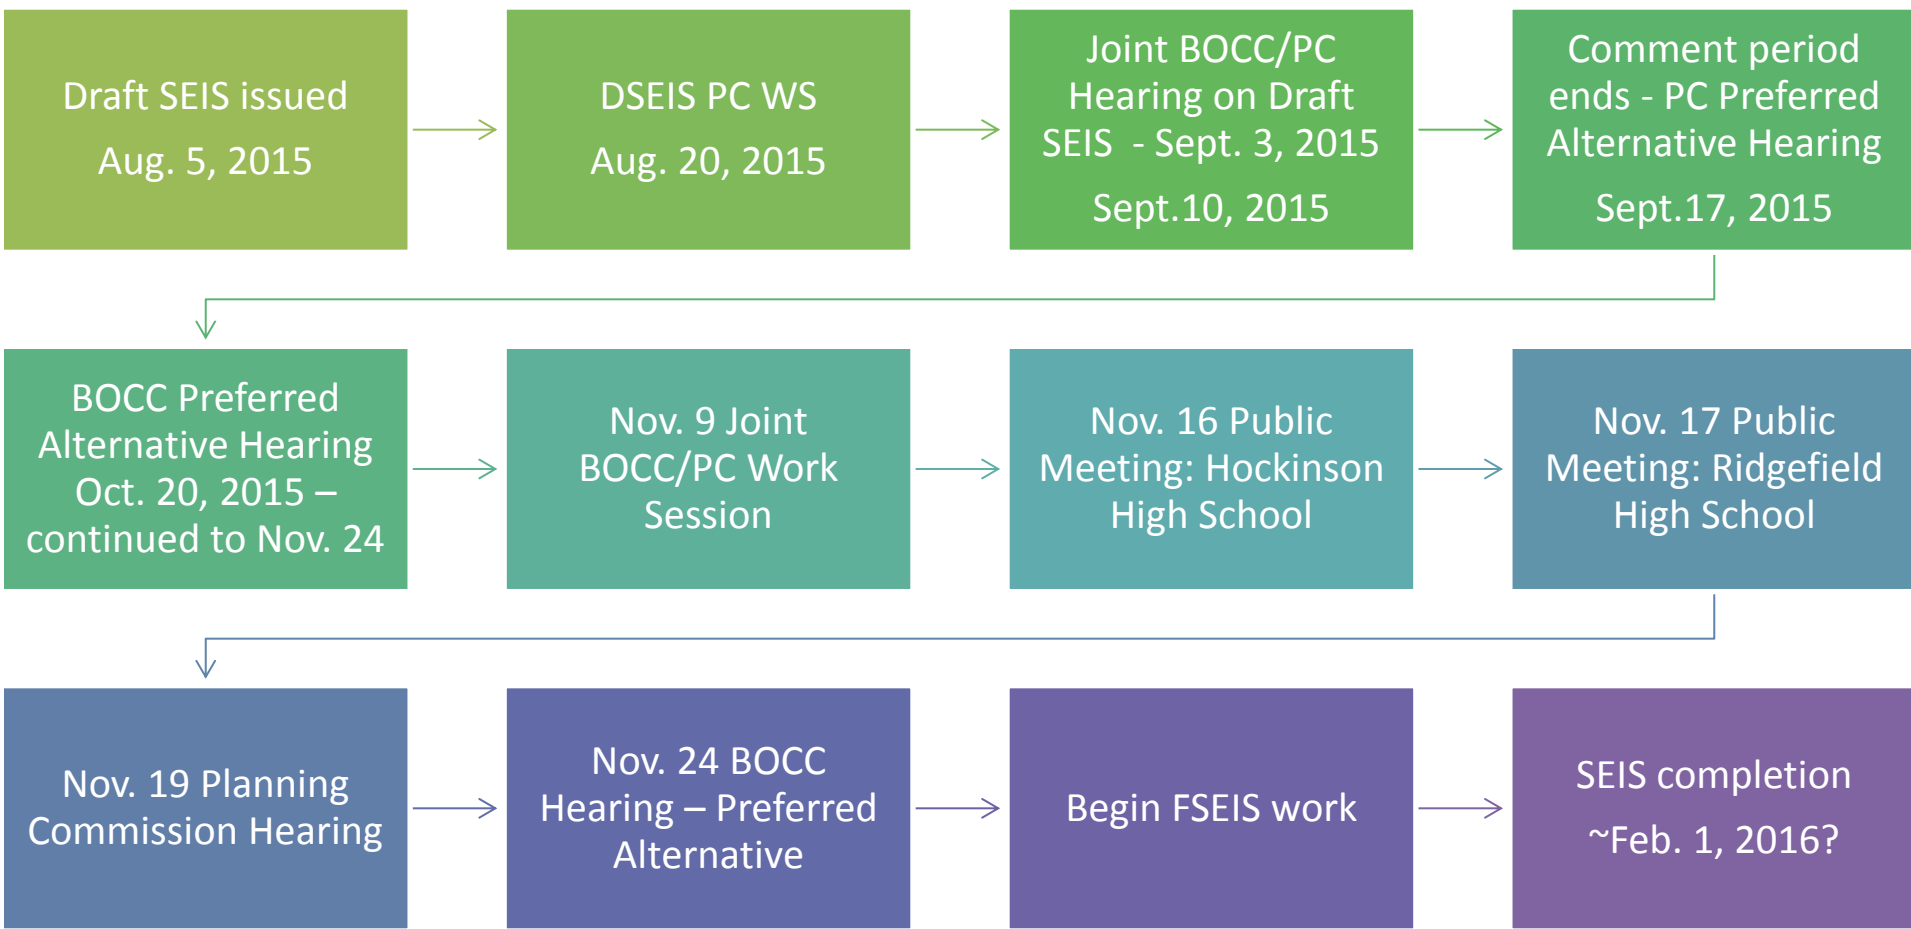 Draft SEIS issued
Aug. 5, 2015
DSEIS PC WS
Aug. 20, 2015
Joint BOCC/PC
Hearing on Draft
SEIS - Sept. 3, 2015
Sept.10, 2015
Comment period
ends - PC Preferred
Alternative Hearing
Sept.17, 2015
BOCC Preferred
Alternative Hearing
Oct. 20, 2015 –
continued to Nov. 24
Nov. 9 Joint
BOCC/PC Work
Session
Nov. 16 Public
Meeting: Hockinson
High School
Nov. 17 Public
Meeting: Ridgefield
High School
Nov. 19 Planning
Commission Hearing
Nov. 24 BOCC
Hearing – Preferred
Alternative
Begin FSEIS work
SEIS completion
~Feb. 1, 2016?